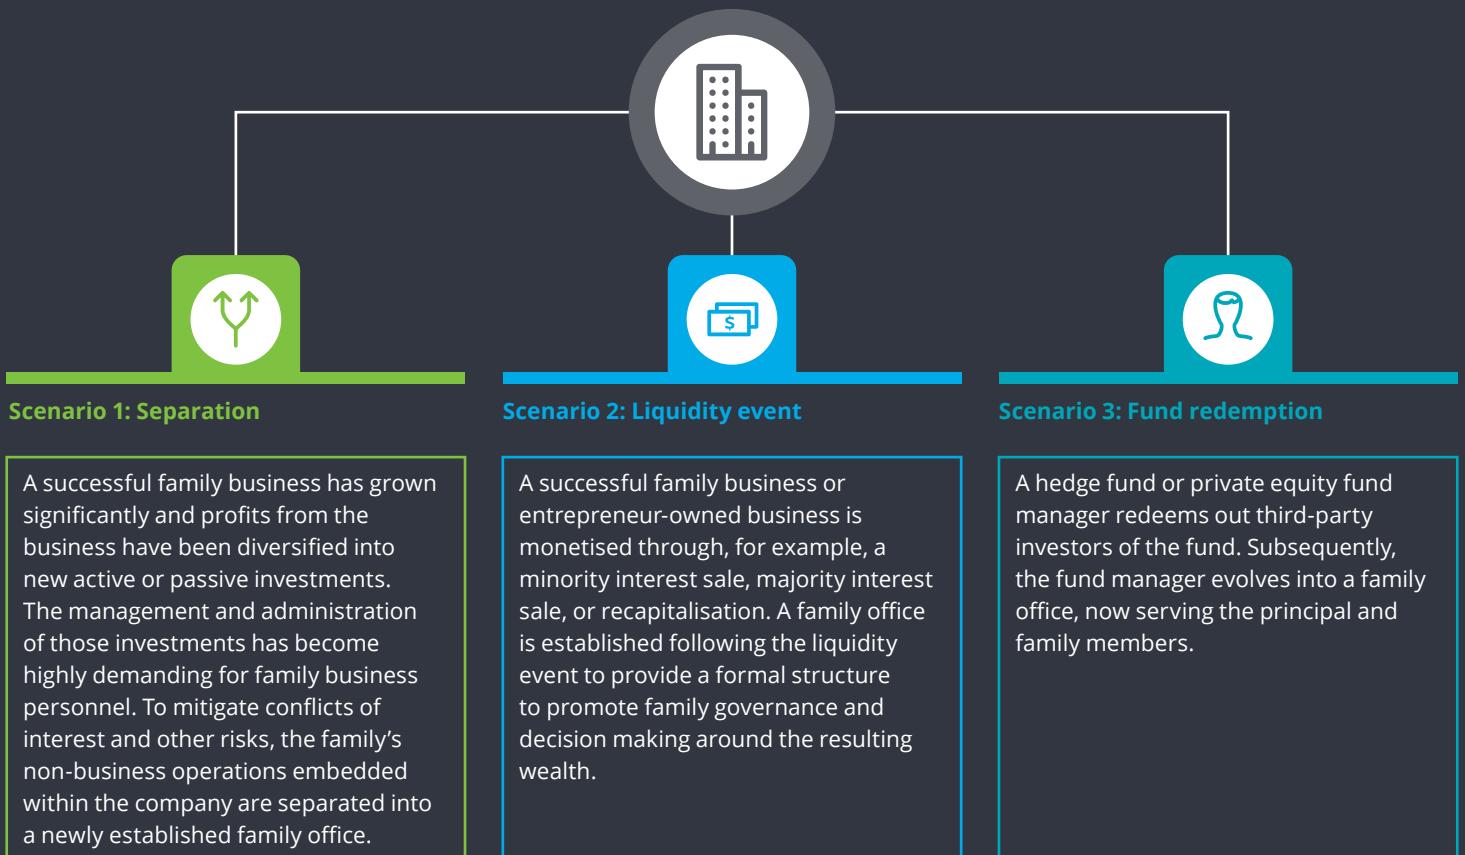 $
Scenario 1: Separation
A successful family business has grown
significantly and profits from the
business have been diversified into
new active or passive investments.
The management and administration
of those investments has become
highly demanding for family business
personnel. To mitigate conflicts of
interest and other risks, the family’s
non-business operations embedded
within the company are separated into
a newly established family office.
Scenario 2: Liquidity event
A successful family business or
entrepreneur-owned business is
monetised through, for example, a
minority interest sale, majority interest
sale, or recapitalisation. A family office
is established following the liquidity
event to provide a formal structure
to promote family governance and
decision making around the resulting
wealth.
Scenario 3: Fund redemption
A hedge fund or private equity fund
manager redeems out third-party
investors of the fund. Subsequently,
the fund manager evolves into a family
office, now serving the principal and
family members.